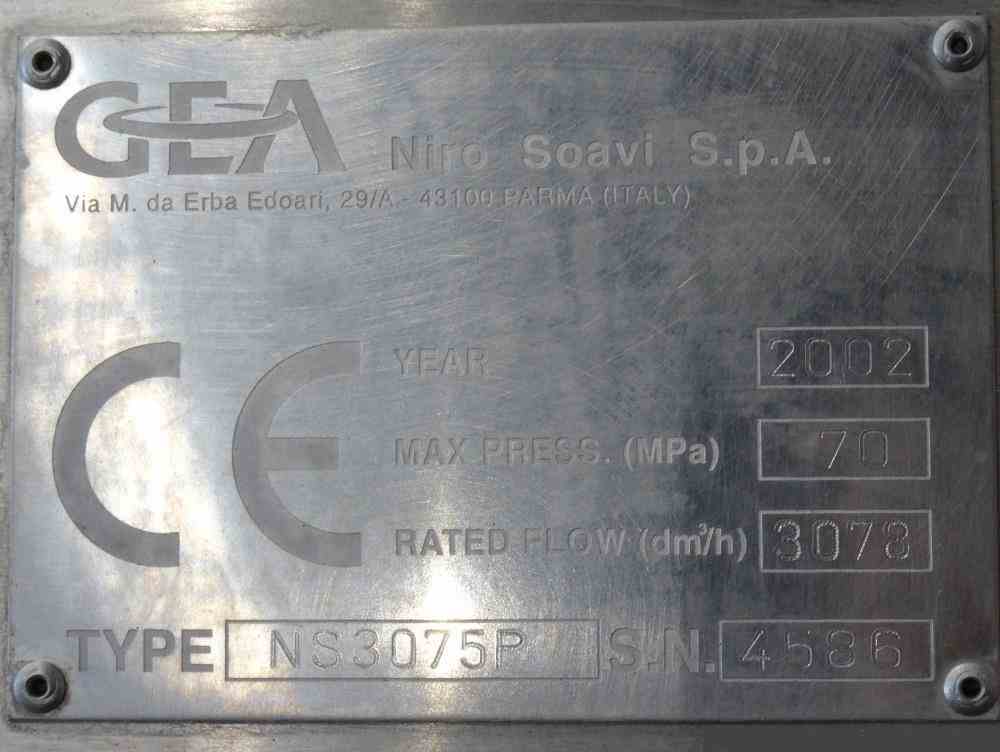 GEA Niro Soavi S.p.A.
Via M. da Erba Edoari, 29/A - 43100 PARMA (ITALY)
CE
YEAR 2002
MAX PRESS. (MPa) 70
RATED FLOW (dm³/h) 3073
TYPE NS3075P S.N. 4586